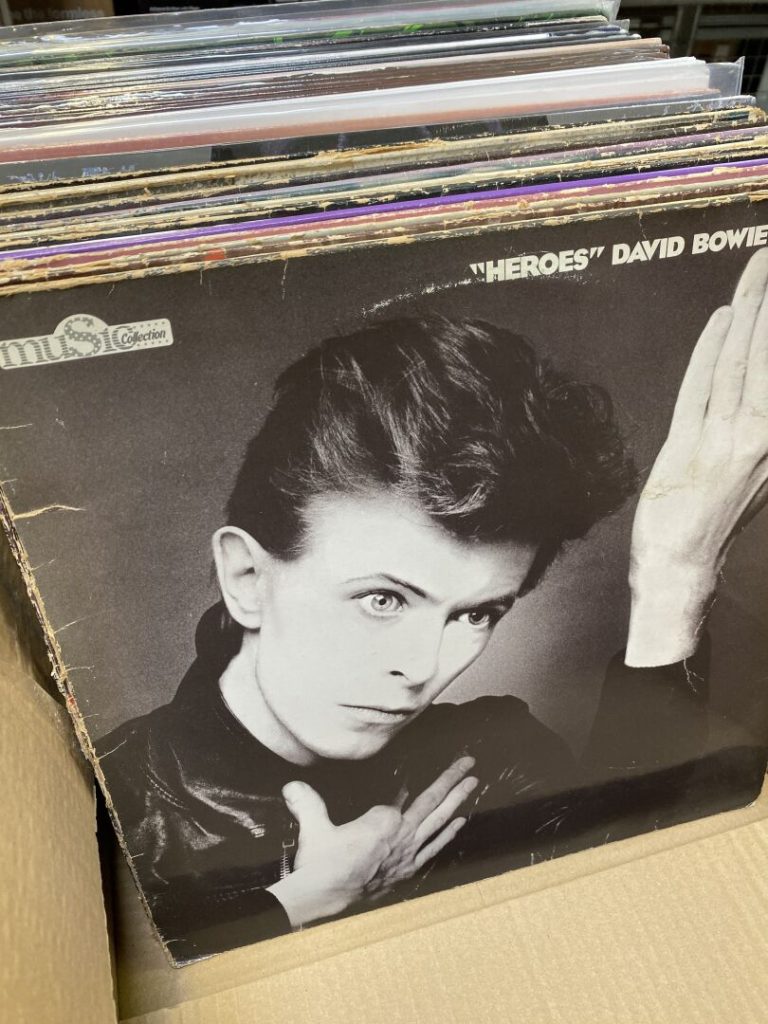 "HEROES" DAVID BOWIE
music
Collection